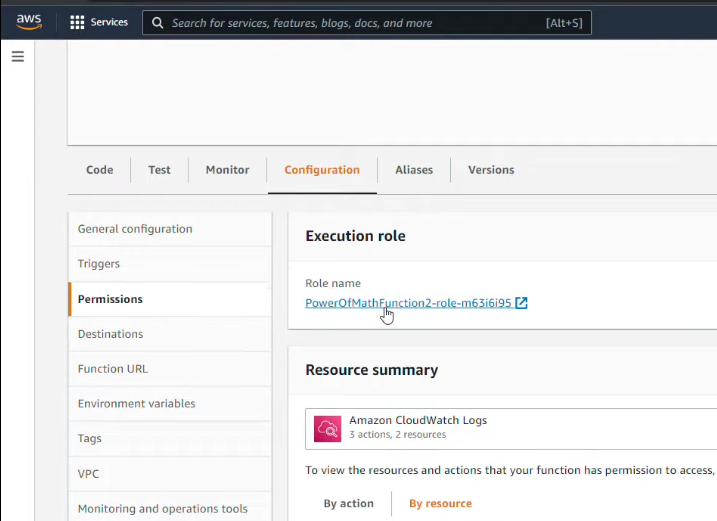 aws
Services
Search for services, features, blogs, docs, and more
[Alt+S]
Code
Test
Monitor
Configuration
Aliases
Versions
General configuration
Triggers
Permissions
Destinations
Function URL
Environment variables
Tags
VPC
Monitoring and operations tools
Execution role
Role name
PowerOfMathFunction2-role-m63i6i95
Resource summary
Amazon CloudWatch Logs
3 actions, 2 resources
To view the resources and actions that your function has permission to access,
By action
By resource